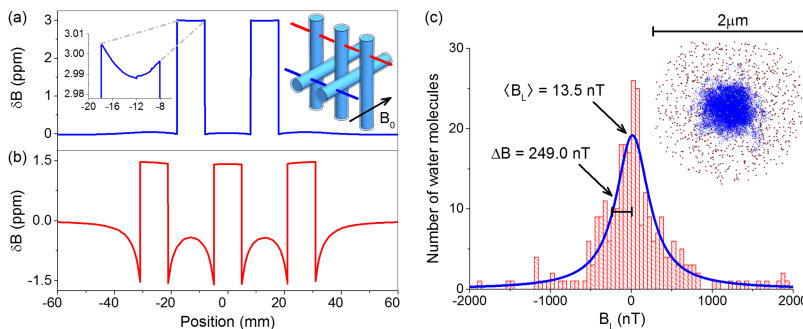 (a)
δB (ppm)
3
2
1
0
3.01
3.00
2.99
2.98
-20 -16 -12 -8 -4
B0
(b)
δB (ppm)
1.5
0.0
-1.5
-60 -40 -20 0 20 40 60
Position (mm)
(c)
2μm
Number of water molecules
30
20
10
0
⟨BL⟩ = 13.5 nT
ΔB = 249.0 nT
-2000 -1000 0 1000 2000
BL (nT)